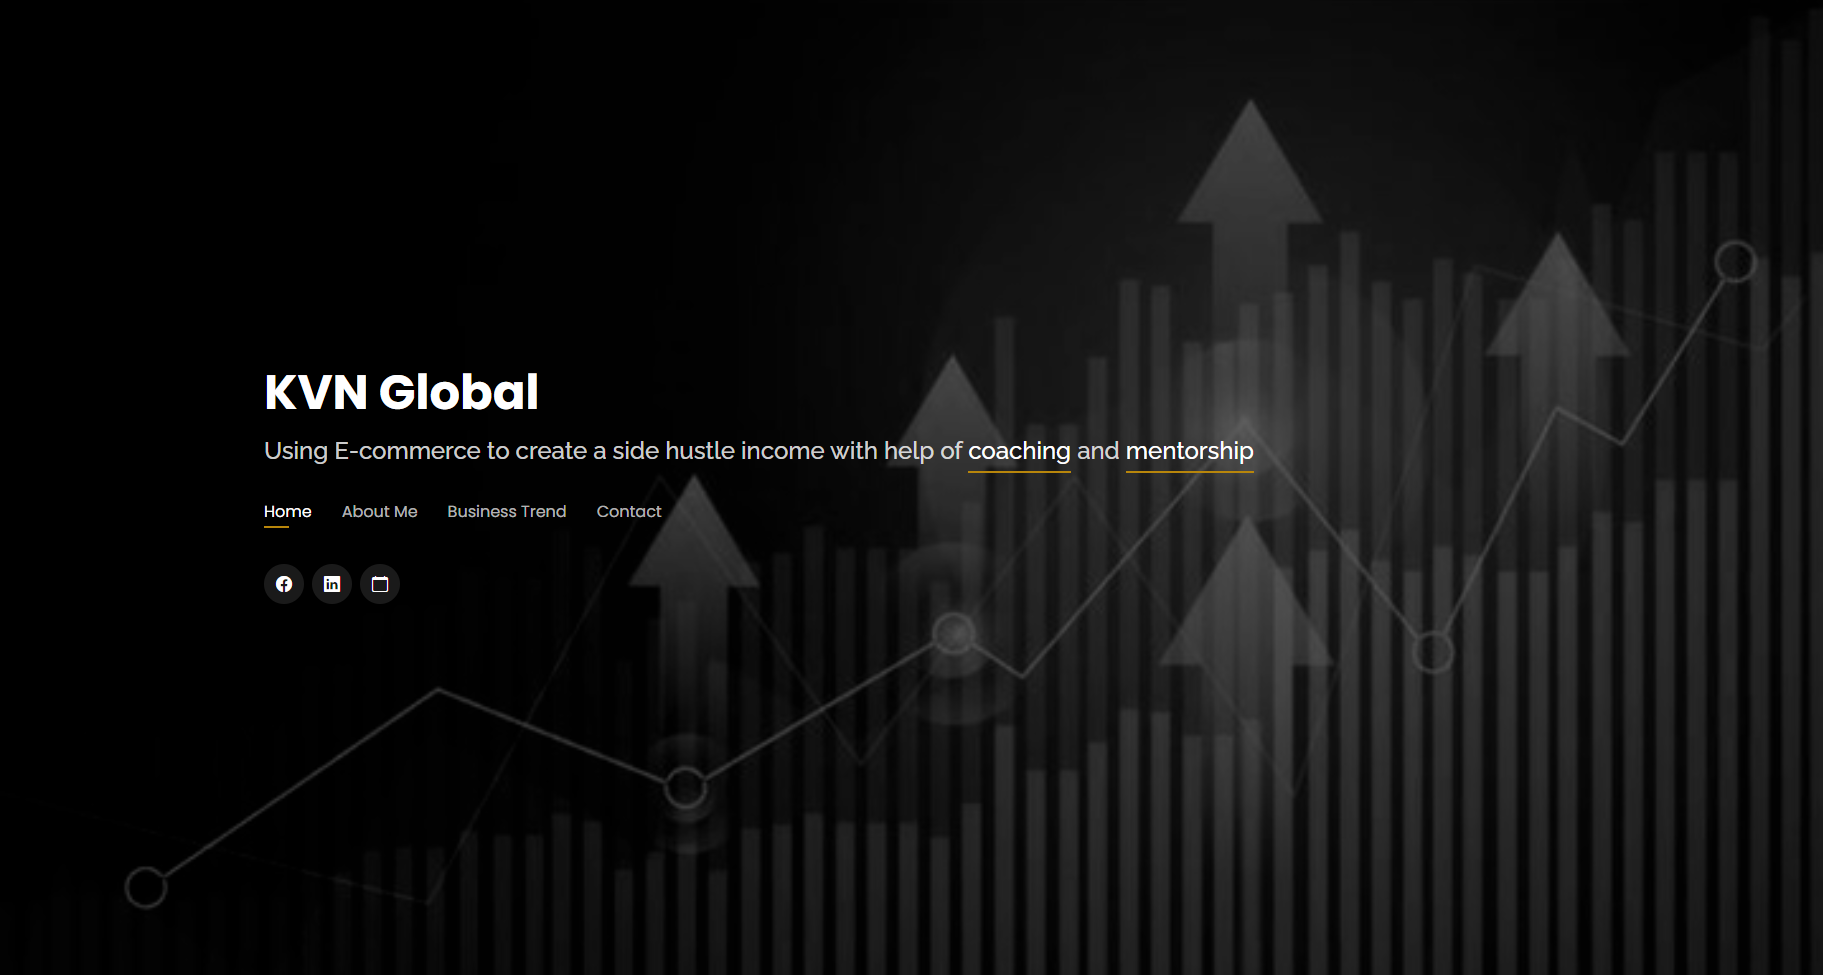 KVN Global
Using E-commerce to create a side hustle income with help of coaching and mentorship
Home About Me Business Trend Contact